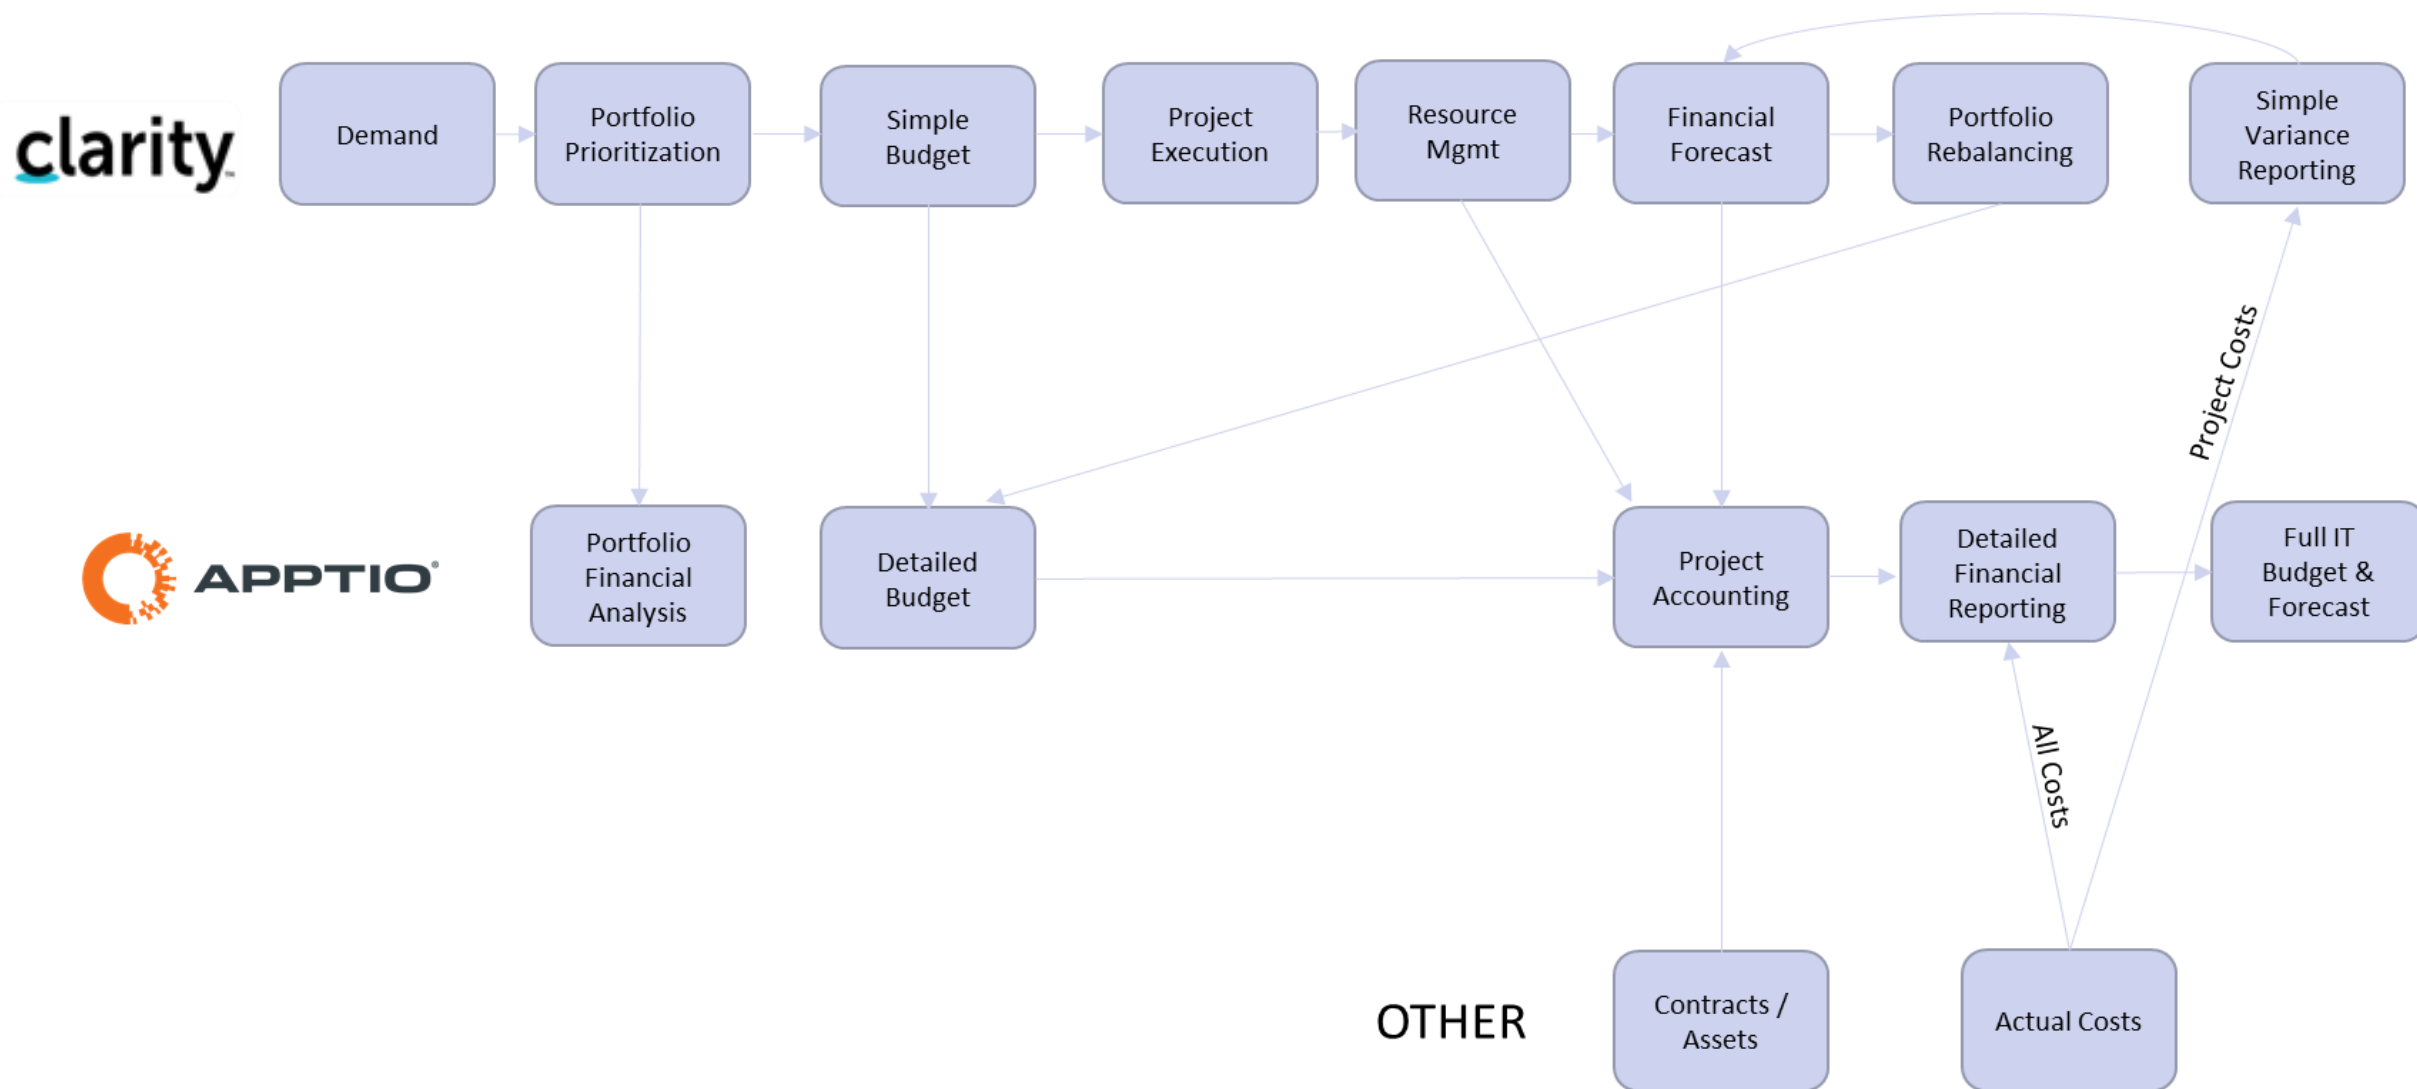 clarity™
Demand
Portfolio
Prioritization
Simple
Budget
Project
Execution
Resource
Mgmt
Financial
Forecast
Portfolio
Rebalancing
Simple
Variance
Reporting
Project Costs
APPTIO®
Portfolio
Financial
Analysis
Detailed
Budget
Project
Accounting
Detailed
Financial
Reporting
Full IT
Budget &
Forecast
All Costs
OTHER
Contracts /
Assets
Actual Costs